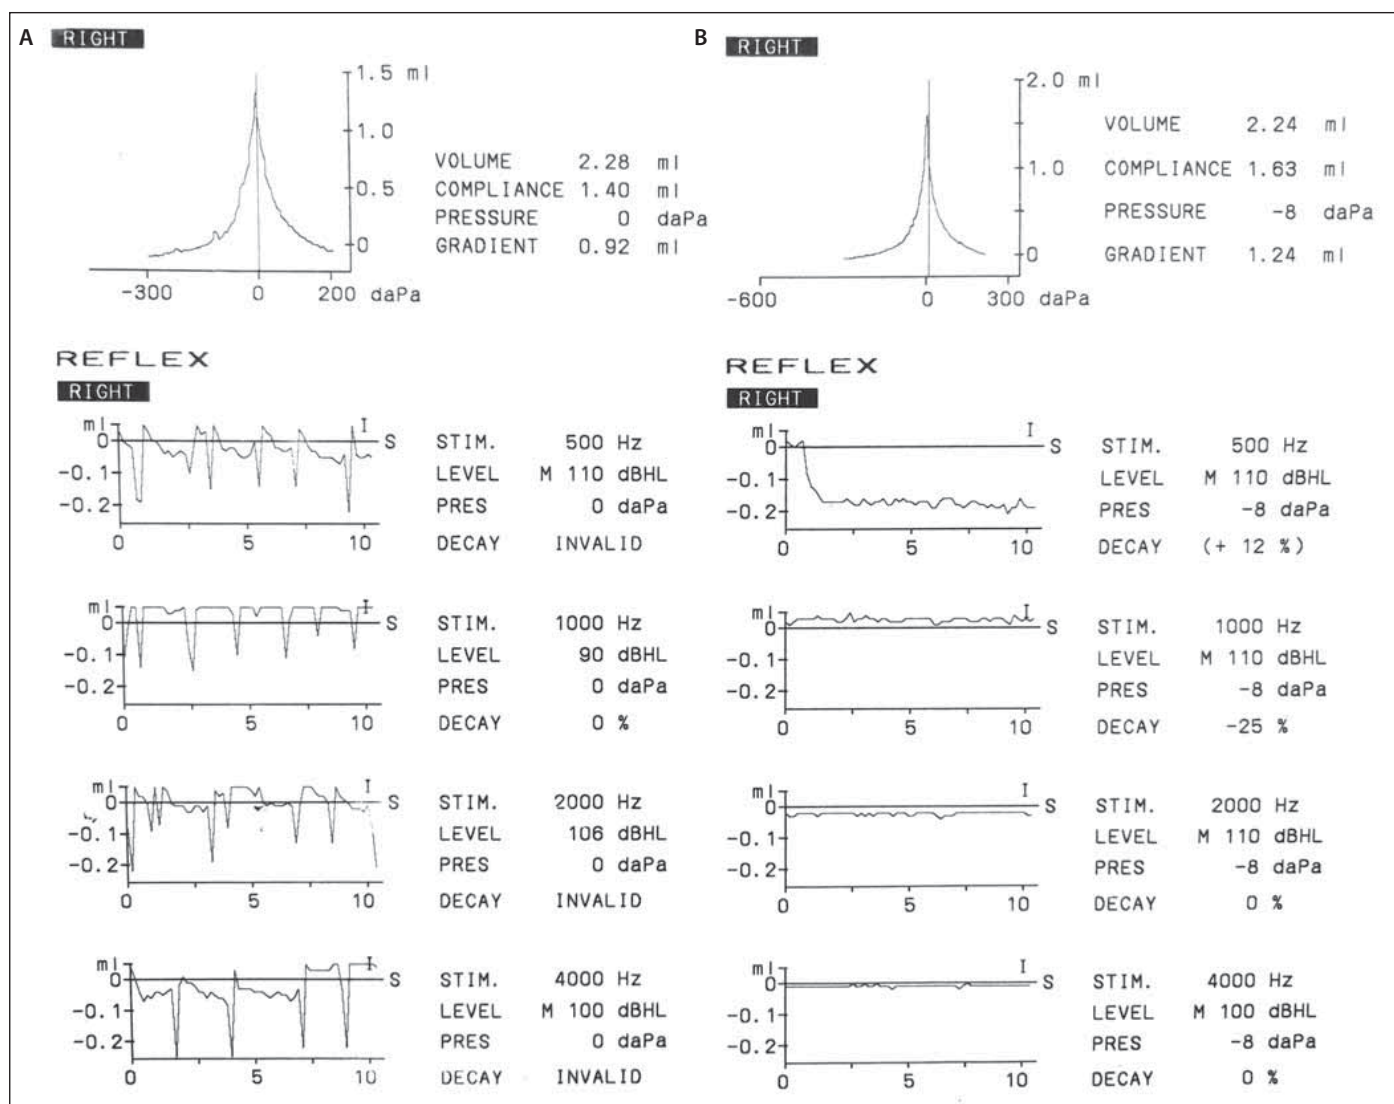 A
RIGHT
1.5 ml
1.0
0.5
0
-300 0 200 daPa
VOLUME 2.28 ml
COMPLIANCE 1.40 ml
PRESSURE 0 daPa
GRADIENT 0.92 ml
REFLEX
RIGHT
ml
0
-0.1
-0.2
0 5 10
I
S
STIM. 500 Hz
LEVEL M 110 dBHL
PRES 0 daPa
DECAY INVALID
ml
0
-0.1
-0.2
0 5 10
I
S
STIM. 1000 Hz
LEVEL 90 dBHL
PRES 0 daPa
DECAY 0 %
ml
0
-0.1
-0.2
0 5 10
I
S
STIM. 2000 Hz
LEVEL 106 dBHL
PRES 0 daPa
DECAY INVALID
ml
0
-0.1
-0.2
0 5 10
I
S
STIM. 4000 Hz
LEVEL M 100 dBHL
PRES 0 daPa
DECAY INVALID
B
RIGHT
2.0 ml
1.0
0
-600 0 300 daPa
VOLUME 2.24 ml
COMPLIANCE 1.63 ml
PRESSURE -8 daPa
GRADIENT 1.24 ml
REFLEX
RIGHT
ml
0
-0.1
-0.2
0 5 10
I
S
STIM. 500 Hz
LEVEL M 110 dBHL
PRES -8 daPa
DECAY (+ 12 %)
ml
0
-0.1
-0.2
0 5 10
I
S
STIM. 1000 Hz
LEVEL M 110 dBHL
PRES -8 daPa
DECAY -25 %
ml
0
-0.1
-0.2
0 5 10
I
S
STIM. 2000 Hz
LEVEL M 110 dBHL
PRES -8 daPa
DECAY 0 %
ml
0
-0.1
-0.2
0 5 10
I
S
STIM. 4000 Hz
LEVEL M 100 dBHL
PRES -8 daPa
DECAY 0 %